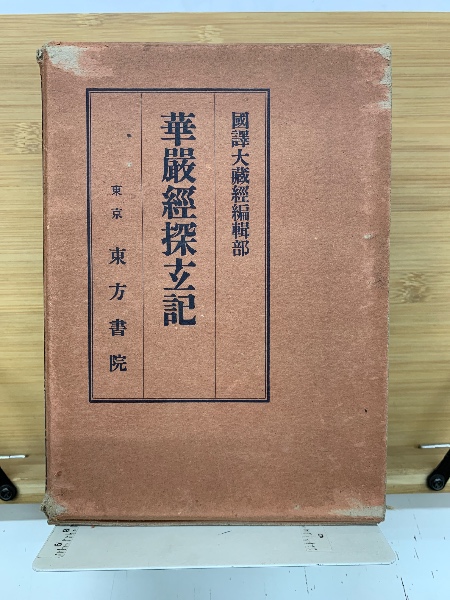 國譯大藏經編輯部
華嚴經探玄記
東京 東方書院